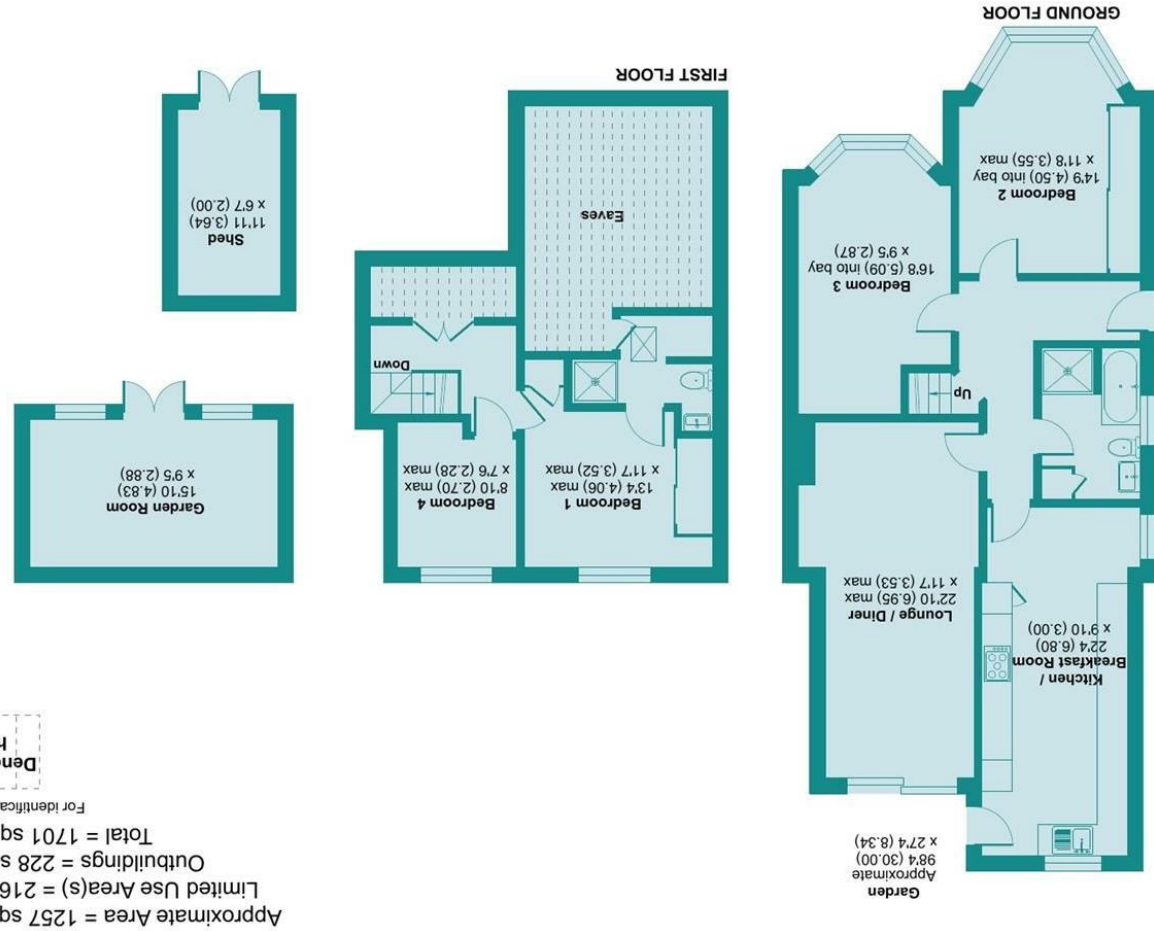 Approximate Area = 1257 sq
Limited Use Area(s) = 216
Outbuildings = 228 s
Total = 1701 sq
For identifica
Garden
Approximate
98'4 (30.00)
x 27'4 (8.34)
Kitchen /
Breakfast Room
22'4 (6.80)
x 9'10 (3.00)
Lounge / Diner
22'10 (6.95) max
x 11'7 (3.53) max
Up
Bedroom 3
16'8 (5.09) into bay
x 9'5 (2.87)
Bedroom 2
14'9 (4.50) into bay
x 11'8 (3.55) max
GROUND FLOOR
Bedroom 1
13'4 (4.06) max
x 11'7 (3.52) max
Bedroom 4
8'10 (2.70) max
x 7'6 (2.28) max
Down
Eaves
FIRST FLOOR
Garden Room
15'10 (4.83)
x 9'5 (2.88)
Shed
11'11 (3.64)
x 6'7 (2.00)